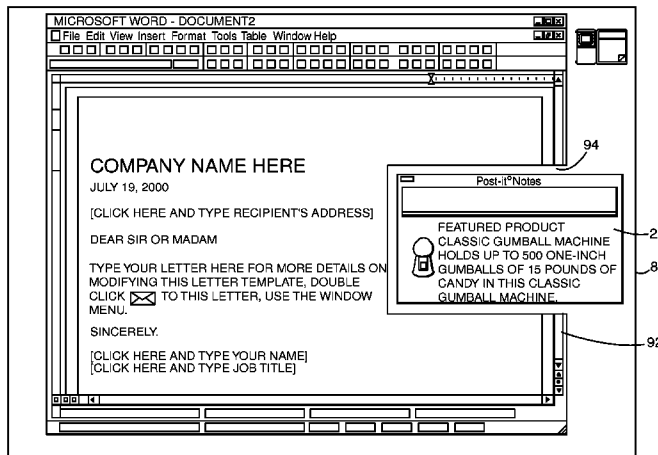 MICROSOFT WORD - DOCUMENT2
File Edit View Insert Format Tools Table Window Help
COMPANY NAME HERE
JULY 19, 2000
[CLICK HERE AND TYPE RECIPIENT'S ADDRESS]
DEAR SIR OR MADAM
TYPE YOUR LETTER HERE FOR MORE DETAILS ON
MODIFYING THIS LETTER TEMPLATE, DOUBLE
CLICK TO THIS LETTER, USE THE WINDOW
MENU.
SINCERELY.
[CLICK HERE AND TYPE YOUR NAME]
[CLICK HERE AND TYPE JOB TITLE]
94
Post-it° Notes
FEATURED PRODUCT
CLASSIC GUMBALL MACHINE
HOLDS UP TO 500 ONE-INCH
GUMBALLS OF 15 POUNDS OF
CANDY IN THIS CLASSIC
GUMBALL MACHINE.
92